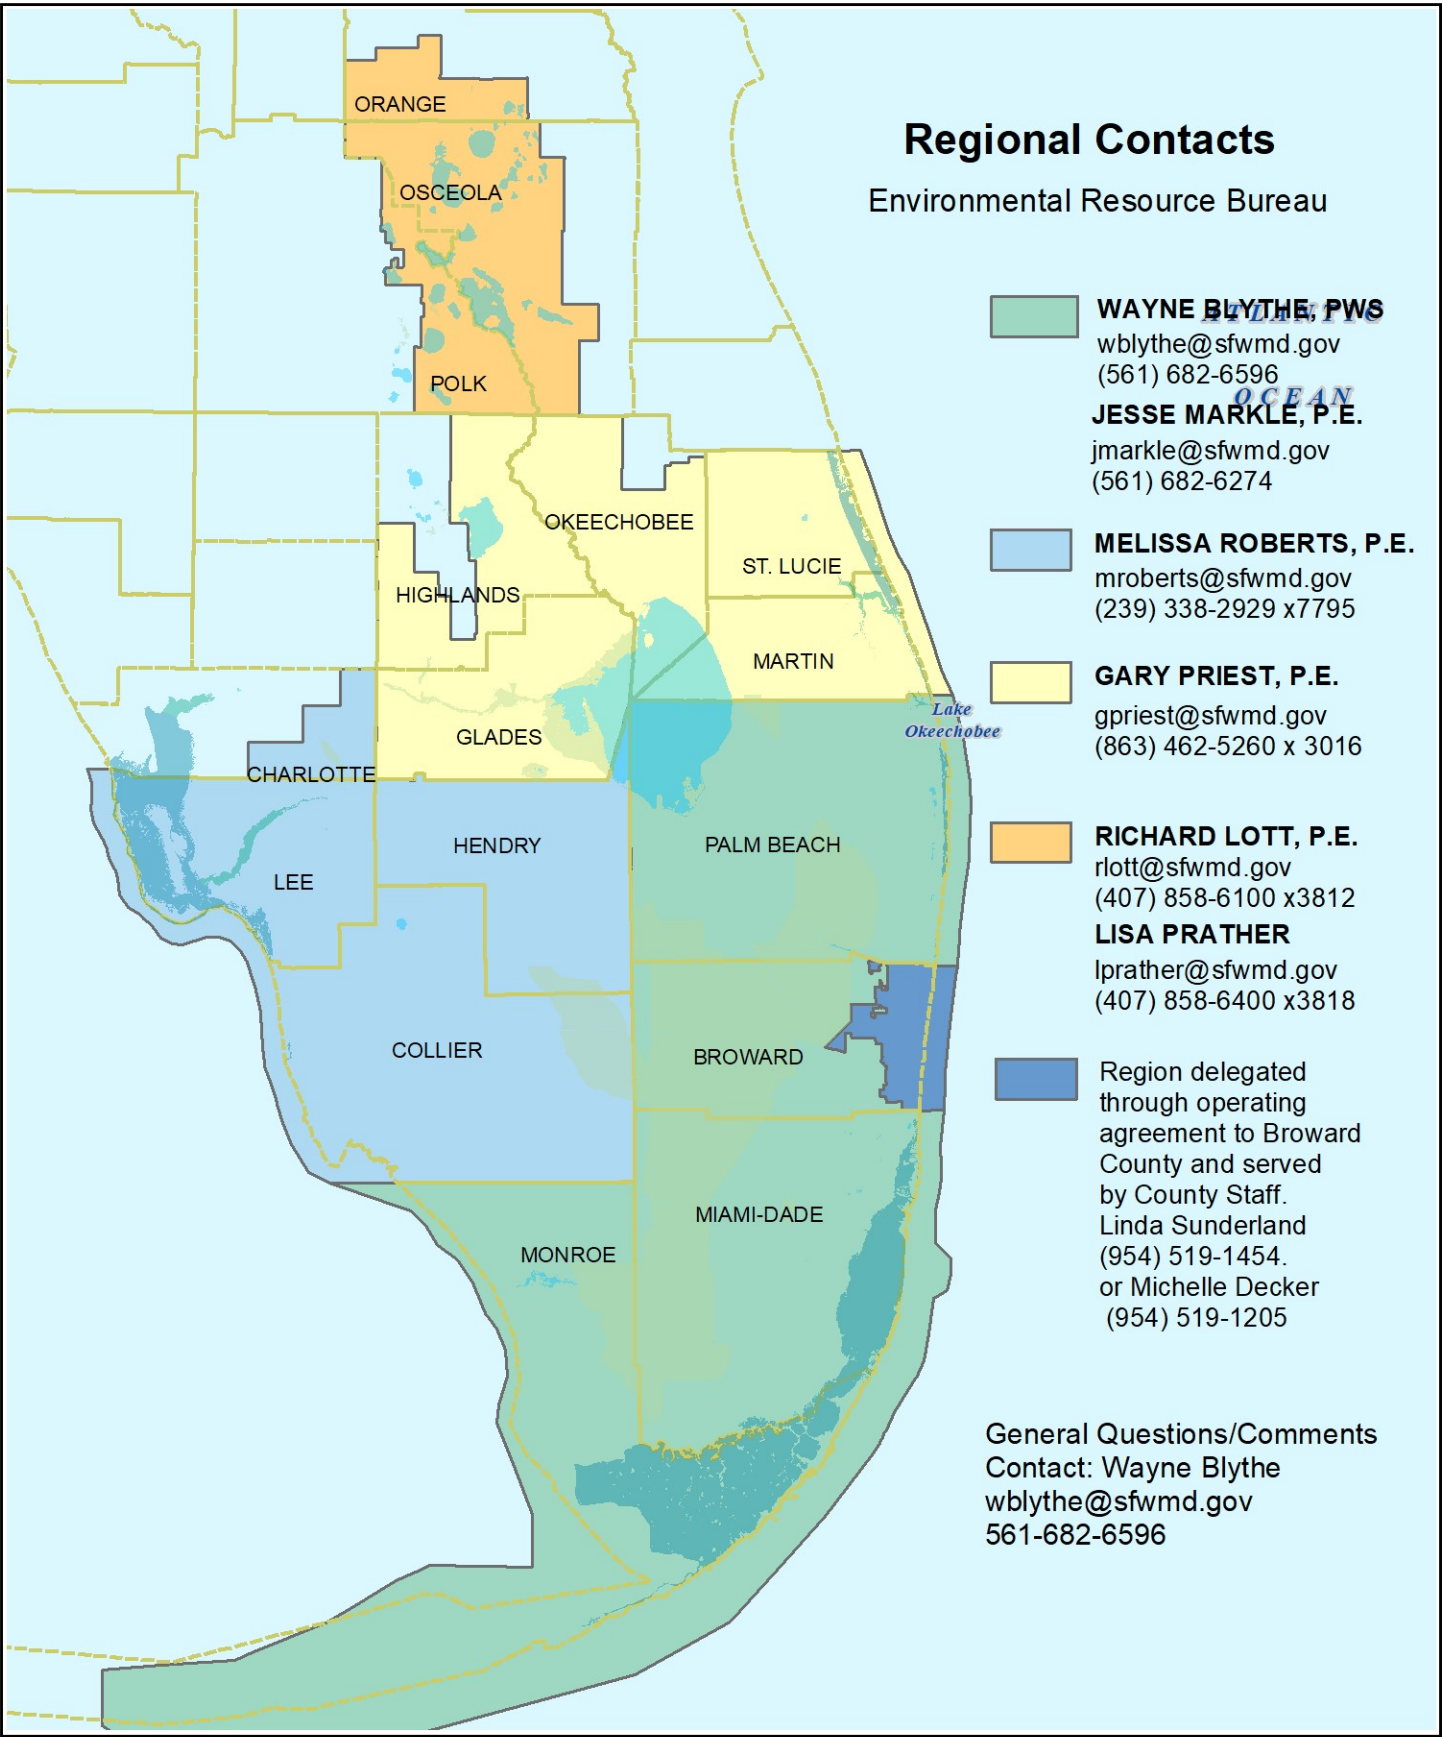 Regional Contacts
Environmental Resource Bureau
ORANGE
OSCEOLA
POLK
OKEECHOBEE
ST. LUCIE
HIGHLANDS
MARTIN
GLADES
CHARLOTTE
HENDRY
PALM BEACH
LEE
COLLIER
BROWARD
MIAMI-DADE
MONROE
Lake
Okeechobee
ATLANTIC
OCEAN
WAYNE BLYTHE, PWS
wblythe@sfwmd.gov
(561) 682-6596
JESSE MARKLE, P.E.
jmarkle@sfwmd.gov
(561) 682-6274
MELISSA ROBERTS, P.E.
mroberts@sfwmd.gov
(239) 338-2929 x7795
GARY PRIEST, P.E.
gpriest@sfwmd.gov
(863) 462-5260 x 3016
RICHARD LOTT, P.E.
rlott@sfwmd.gov
(407) 858-6100 x3812
LISA PRATHER
lprather@sfwmd.gov
(407) 858-6400 x3818
Region delegated
through operating
agreement to Broward
County and served
by County Staff.
Linda Sunderland
(954) 519-1454.
or Michelle Decker
(954) 519-1205
General Questions/Comments
Contact: Wayne Blythe
wblythe@sfwmd.gov
561-682-6596